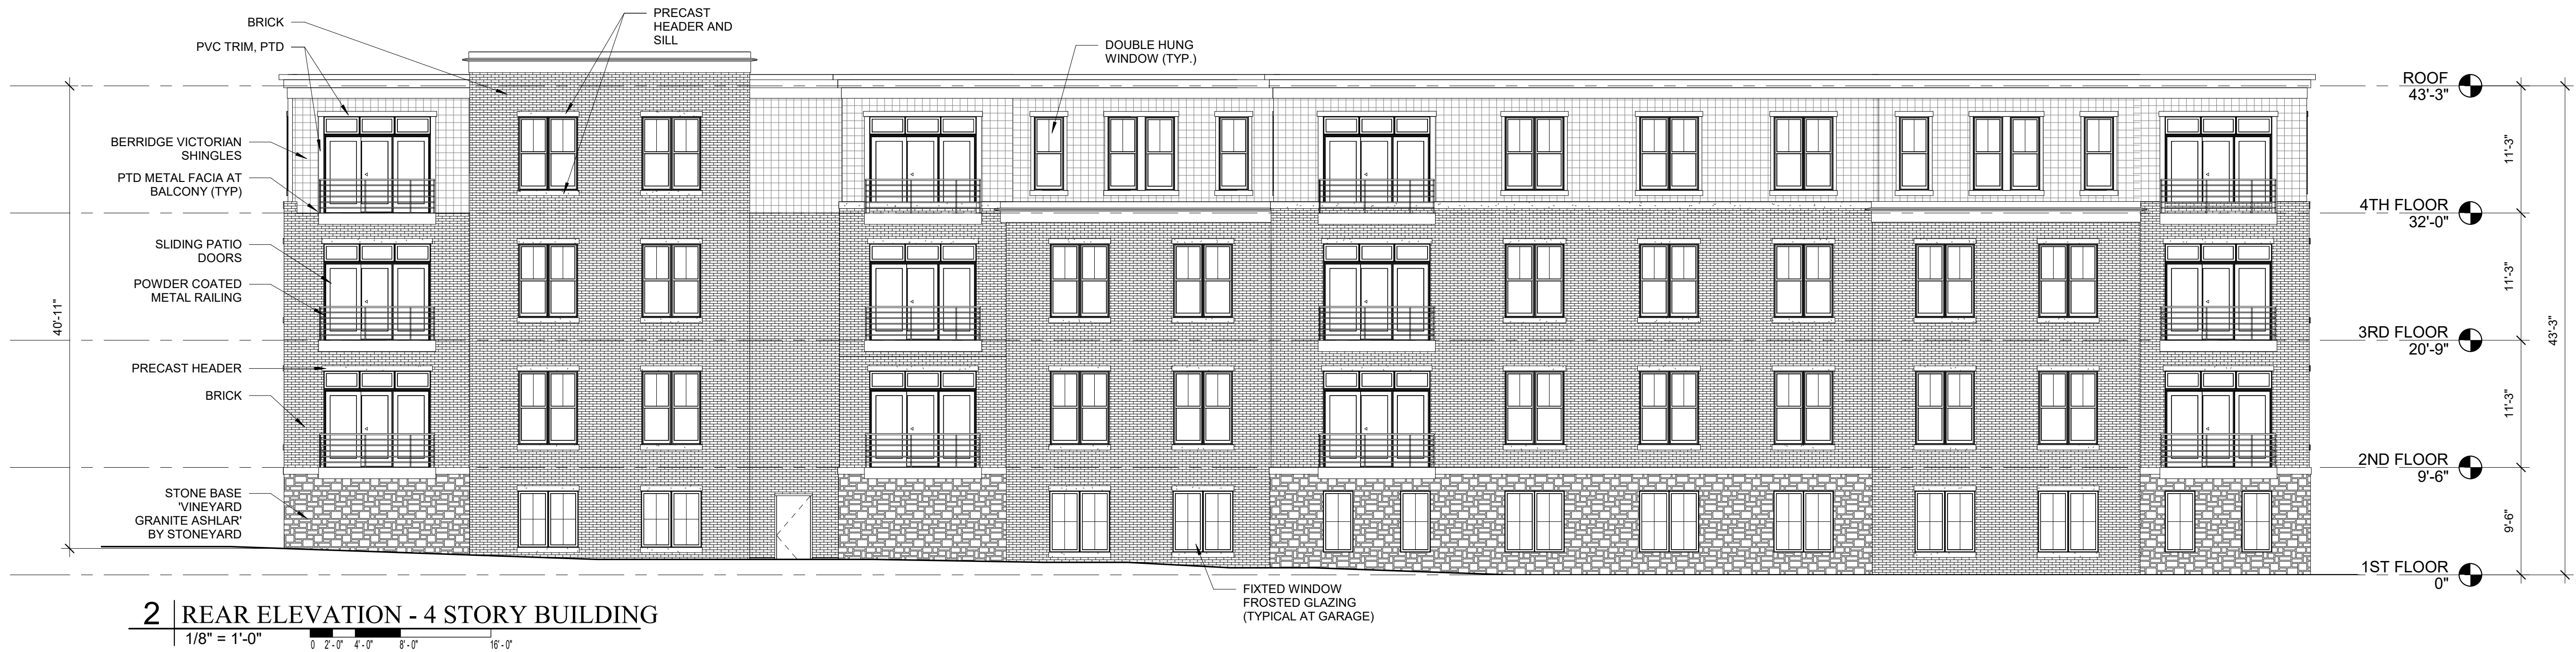 BRICK
PVC TRIM, PTD
PRECAST
HEADER AND
SILL
DOUBLE HUNG
WINDOW (TYP.)
BERRIDGE VICTORIAN
SHINGLES
PTD METAL FACIA AT
BALCONY (TYP)
SLIDING PATIO
DOORS
POWDER COATED
METAL RAILING
PRECAST HEADER
BRICK
STONE BASE
'VINEYARD
GRANITE ASHLAR'
BY STONEYARD
40'-11"
ROOF
43'-3"
4TH FLOOR
32'-0"
3RD FLOOR
20'-9"
2ND FLOOR
9'-6"
1ST FLOOR
0"
11'-3"
11'-3"
11'-3"
9'-6"
43'-3"
FIXTED WINDOW
FROSTED GLAZING
(TYPICAL AT GARAGE)
2 REAR ELEVATION - 4 STORY BUILDING
1/8" = 1'-0"
0 2'-0" 4'-0" 8'-0" 16'-0"